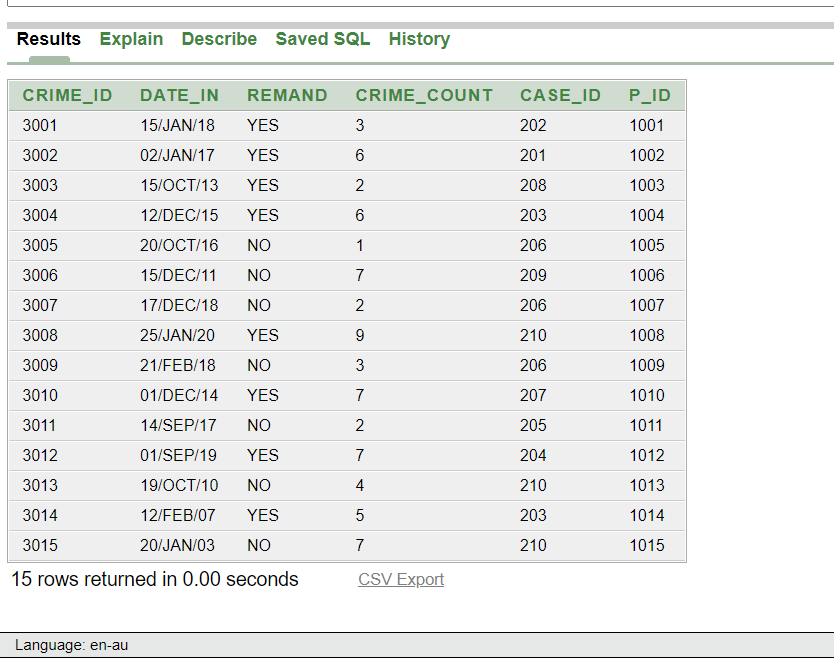 Results Explain Describe Saved SQL History
CRIME_ID DATE_IN REMAND CRIME_COUNT CASE_ID P_ID
3001 15/JAN/18 YES 3 202 1001
3002 02/JAN/17 YES 6 201 1002
3003 15/OCT/13 YES 2 208 1003
3004 12/DEC/15 YES 6 203 1004
3005 20/OCT/16 NO 1 206 1005
3006 15/DEC/11 NO 7 209 1006
3007 17/DEC/18 NO 2 206 1007
3008 25/JAN/20 YES 9 210 1008
3009 21/FEB/18 NO 3 206 1009
3010 01/DEC/14 YES 7 207 1010
3011 14/SEP/17 NO 2 205 1011
3012 01/SEP/19 YES 7 204 1012
3013 19/OCT/10 NO 4 210 1013
3014 12/FEB/07 YES 5 203 1014
3015 20/JAN/03 NO 7 210 1015
15 rows returned in 0.00 seconds CSV Export
Language: en-au